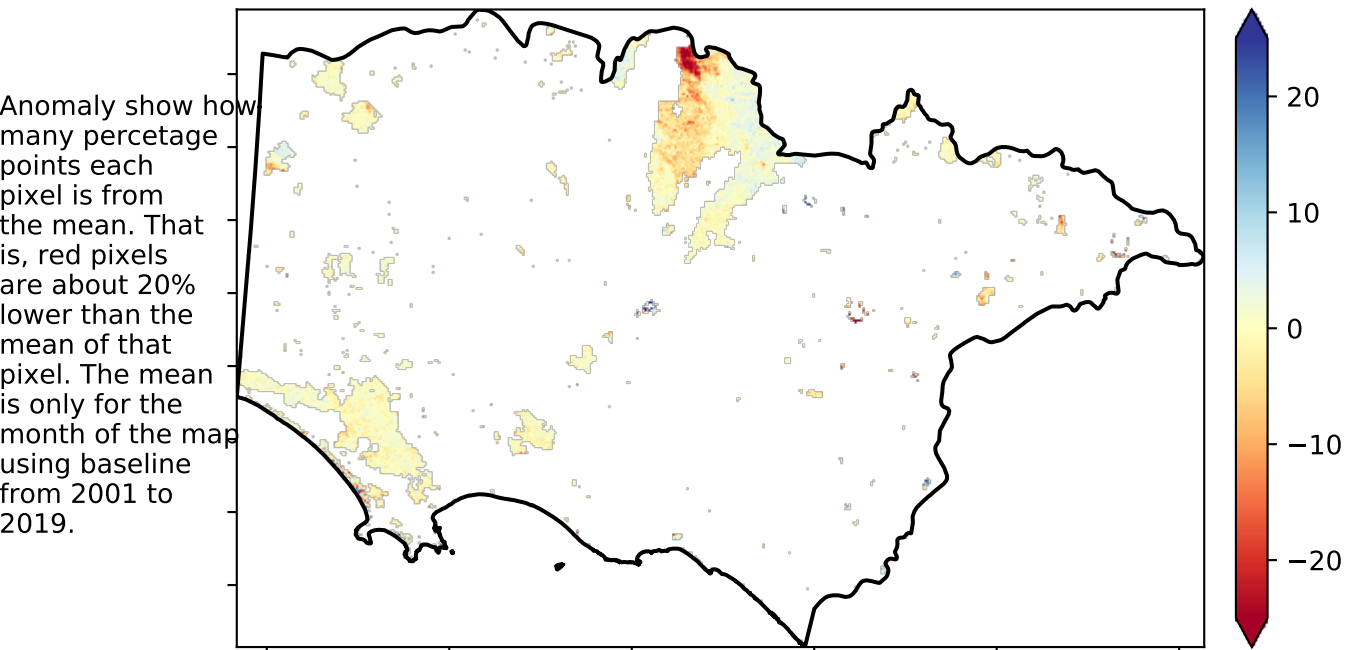 Anomaly show how
many percetage
points each
pixel is from
the mean. That
is, red pixels
are about 20%
lower than the
mean of that
pixel. The mean
is only for the
month of the map
using baseline
from 2001 to
2019.
20
10
0
−10
−20